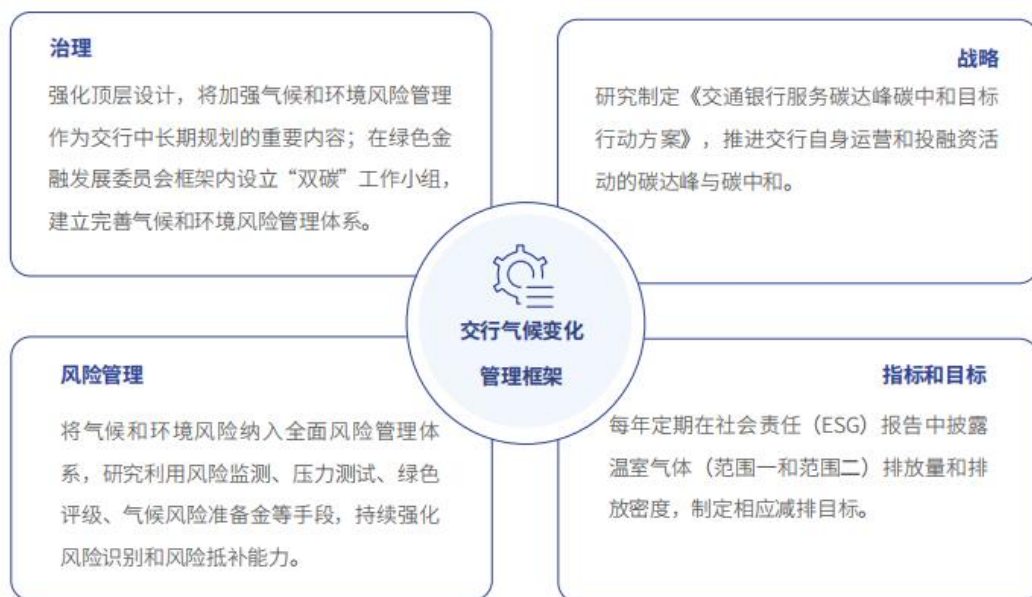 治理
强化顶层设计，将加强气候和环境风险管理
作为交行中长期规划的重要内容；在绿色金
融发展委员会框架内设立“双碳”工作小组，
建立完善气候和环境风险管理体系。
战略
研究制定《交通银行服务碳达峰碳中和目标
行动方案》，推进交行自身运营和投融资活
动的碳达峰与碳中和。
交行气候变化
管理框架
风险管理
将气候和环境风险纳入全面风险管理体
系，研究利用风险监测、压力测试、绿色
评级、气候风险准备金等手段，持续强化
风险识别和风险抵补能力。
指标和目标
每年定期在社会责任（ESG）报告中披露
温室气体（范围一和范围二）排放量和排
放密度，制定相应减排目标。